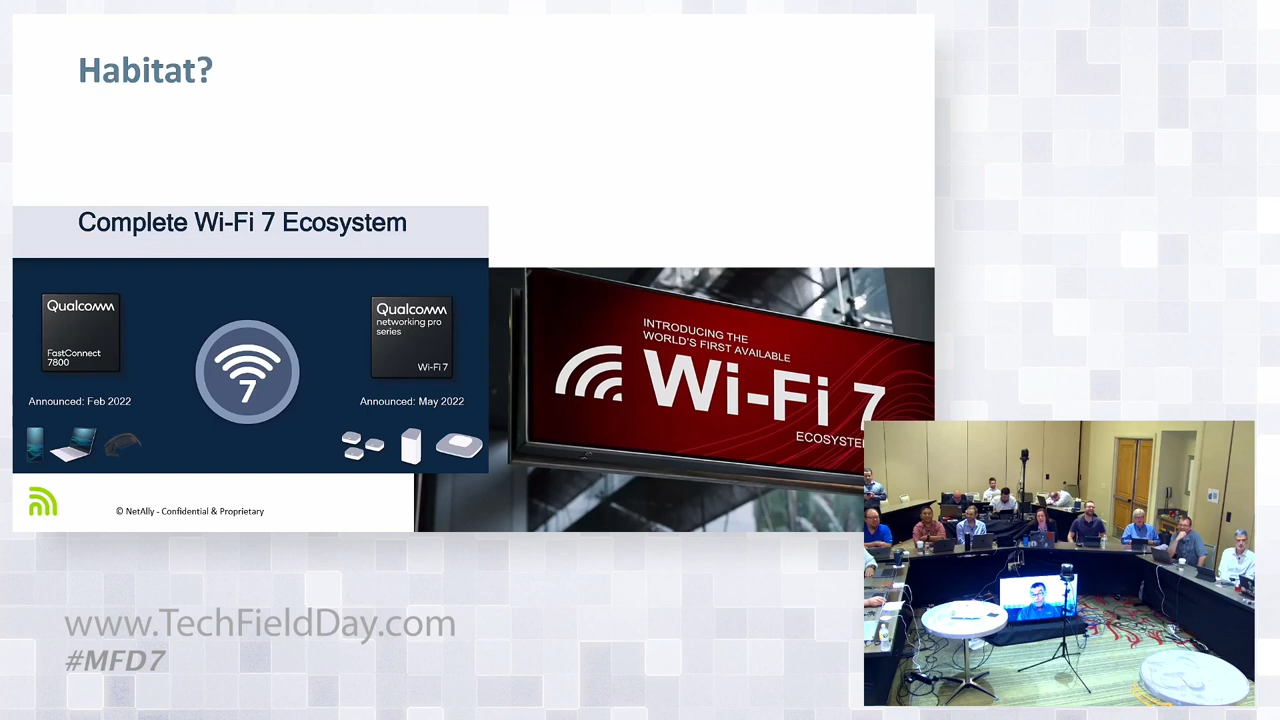 Habitat?
Complete Wi-Fi 7 Ecosystem
Qualcomm
FastConnect
7800
Announced: Feb 2022
7
Qualcomm
networking pro
series
Wi-Fi 7
Announced: May 2022
INTRODUCING THE
WORLD'S FIRST AVAILABLE
Wi-Fi 7
© NetAlly - Confidential & Proprietary
www.TechFieldDay.com
#MFD7